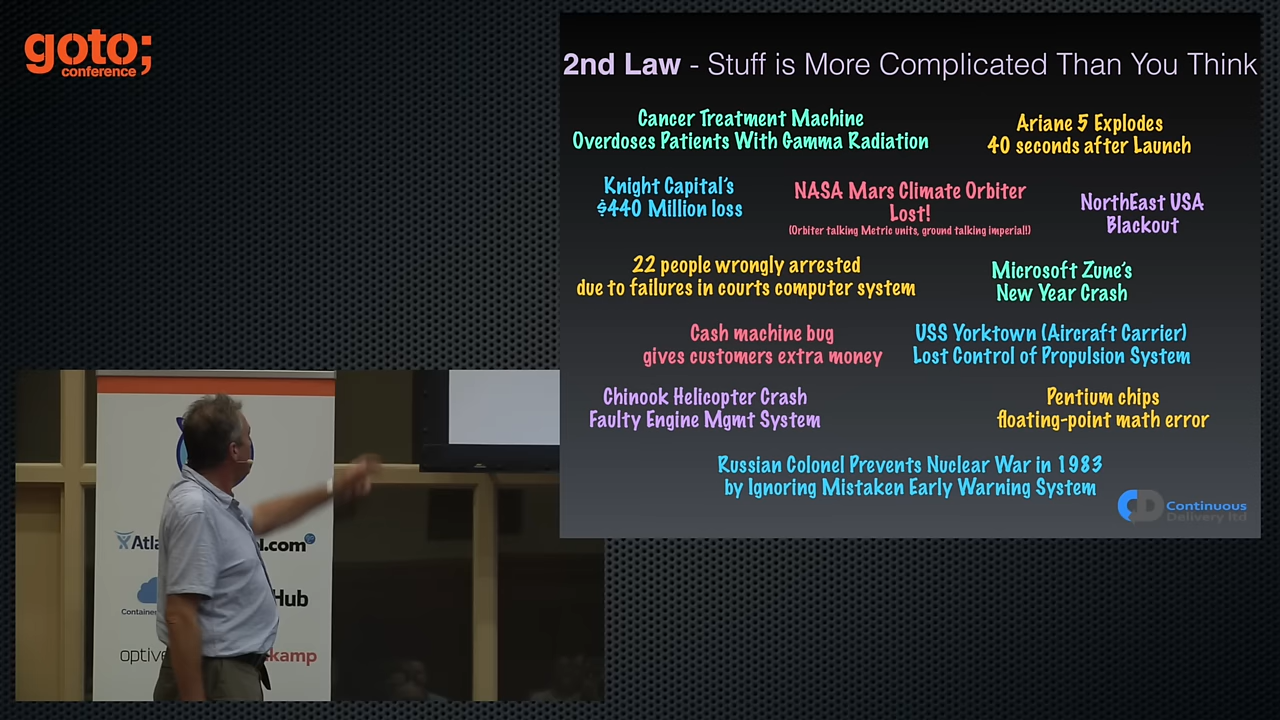 goto;
conference
2nd Law - Stuff is More Complicated Than You Think
Cancer Treatment Machine
Overdoses Patients With Gamma Radiation
Ariane 5 Explodes
40 seconds after Launch
Knight Capital's
$440 Million loss
NASA Mars Climate Orbiter
Lost!
(Orbiter talking Metric units, ground talking imperial!)
NorthEast USA
Blackout
22 people wrongly arrested
due to failures in courts computer system
Microsoft Zune's
New Year Crash
Cash machine bug
gives customers extra money
USS Yorktown (Aircraft Carrier)
Lost Control of Propulsion System
Chinook Helicopter Crash
Faulty Engine Mgmt System
Pentium chips
floating-point math error
Russian Colonel Prevents Nuclear War in 1983
by Ignoring Mistaken Early Warning System
CD Continuous
Delivery ltd